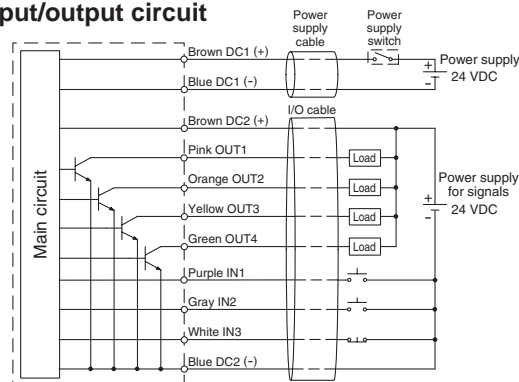 put/output circuit
Power supply cable
Power supply switch
Brown DC1 (+)
Blue DC1 (-)
Power supply
24 VDC
+
-
I/O cable
Brown DC2 (+)
Pink OUT1
Load
Orange OUT2
Load
Yellow OUT3
Load
Green OUT4
Load
Power supply
for signals
24 VDC
+
-
Main circuit
Purple IN1
Gray IN2
White IN3
Blue DC2 (-)